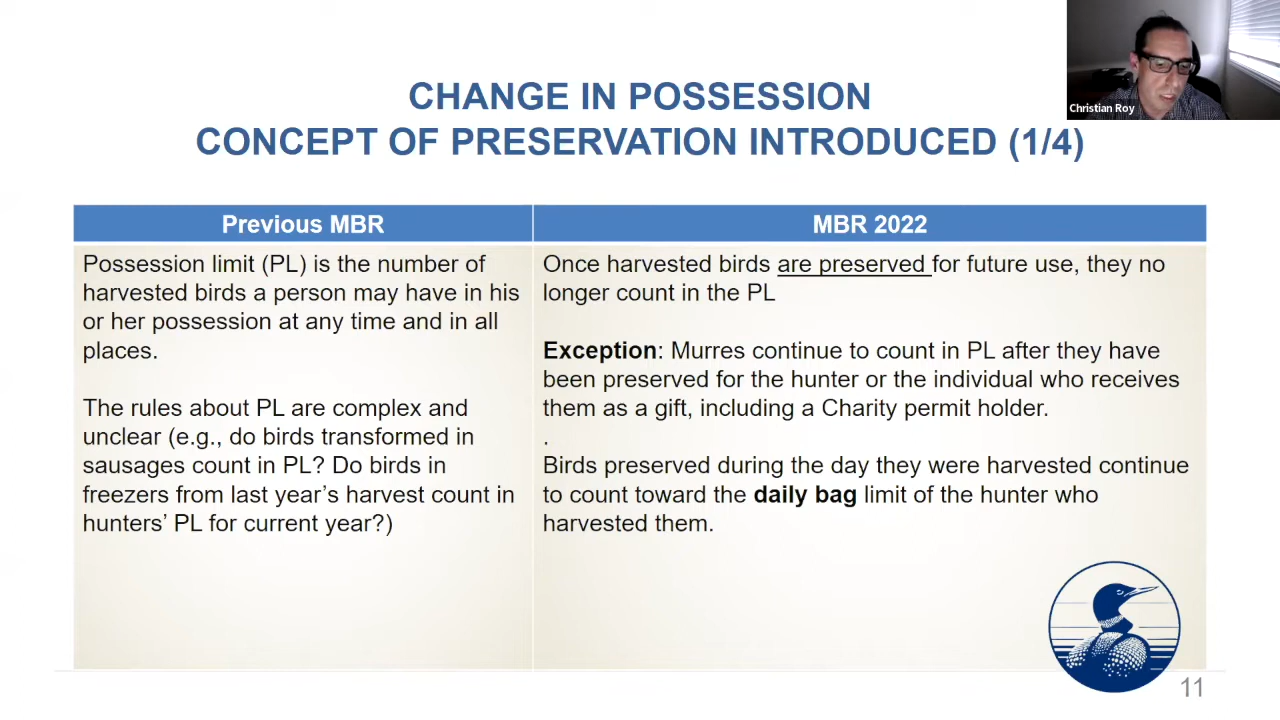 Christian Roy
CHANGE IN POSSESSION
CONCEPT OF PRESERVATION INTRODUCED (1/4)
Previous MBR
MBR 2022
Possession limit (PL) is the number of
harvested birds a person may have in his
or her possession at any time and in all
places.
The rules about PL are complex and
unclear (e.g., do birds transformed in
sausages count in PL? Do birds in
freezers from last year’s harvest count in
hunters’ PL for current year?)
Once harvested birds are preserved for future use, they no
longer count in the PL
Exception: Murres continue to count in PL after they have
been preserved for the hunter or the individual who receives
them as a gift, including a Charity permit holder.
.
Birds preserved during the day they were harvested continue
to count toward the daily bag limit of the hunter who
harvested them.
11